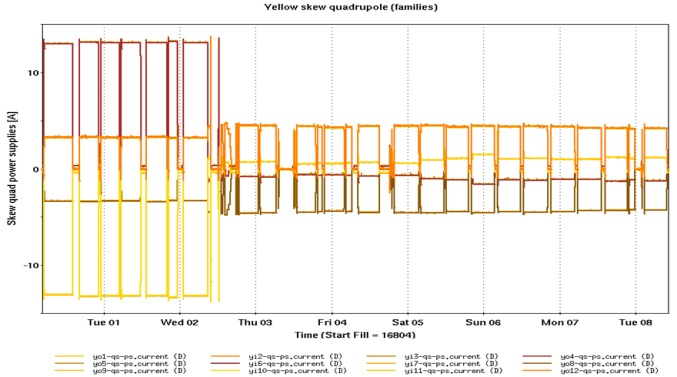 Yellow skew quadrupole (families)
Skew quad power supplies [A]
10
0
-10
Tue 01 Wed 02 Thu 03 Fri 04 Sat 05 Sun 06 Mon 07 Tue 08
Time (Start Fill = 16804)
yo1-qs-ps.current (D) yi2-qs-ps.current (D) yi3-qs-ps.current (D) yo4-qs-ps.current (D)
yo5-qs-ps.current (D) yi6-qs-ps.current (D) yi7-qs-ps.current (D) yo8-qs-ps.current (D)
yo9-qs-ps.current (D) yi10-qs-ps.current (D) yi11-qs-ps.current (D) yo12-qs-ps.current (D)